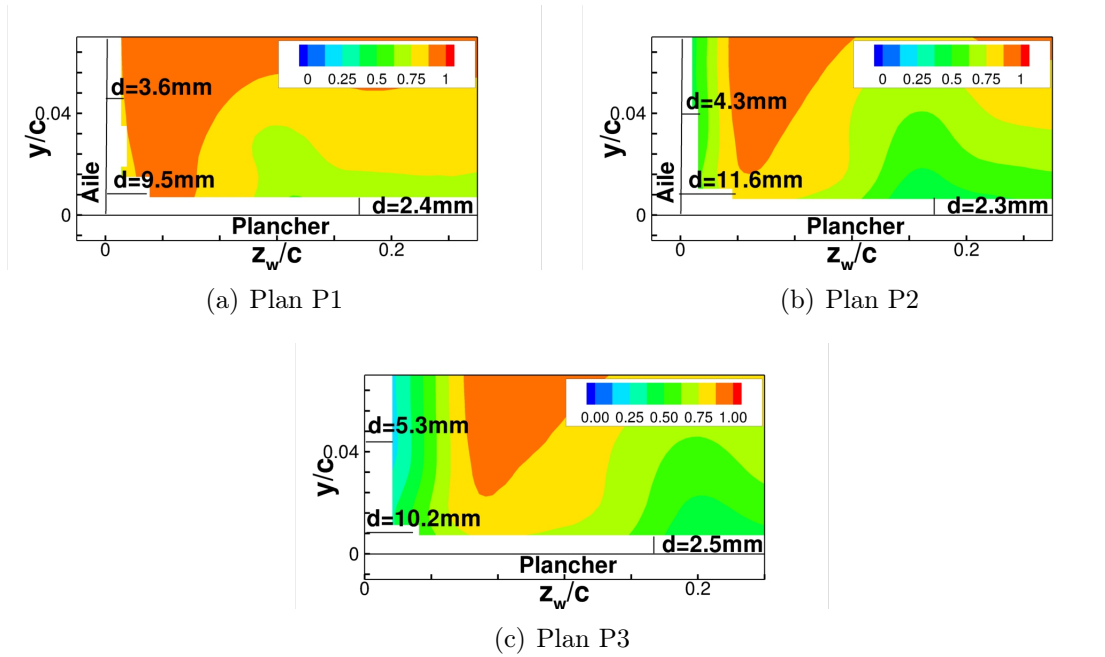 0 0.25 0.5 0.75 1
d=3.6mm
0.04
y/c
Aile
d=9.5mm
d=2.4mm
0
Plancher
0 0.2
z_w/c
(a) Plan P1
0 0.25 0.5 0.75 1
d=4.3mm
0.04
y/c
Aile
d=11.6mm
d=2.3mm
0
Plancher
0 0.2
z_w/c
(b) Plan P2
0.00 0.25 0.50 0.75 1.00
d=5.3mm
0.04
y/c
d=10.2mm
d=2.5mm
0
Plancher
0 0.2
z_w/c
(c) Plan P3